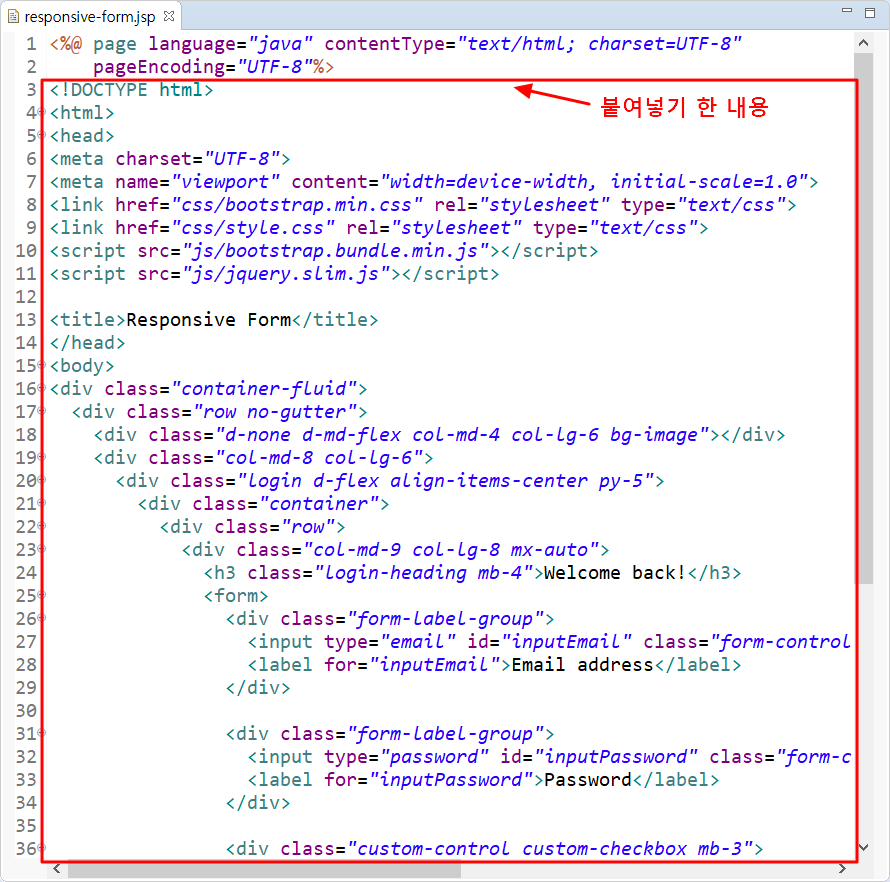 responsive-form.jsp
1 <%@ page language="java" contentType="text/html; charset=UTF-8"
2     pageEncoding="UTF-8"%>
3 <!DOCTYPE html>
붙여넣기 한 내용
4 <html>
5 <head>
6 <meta charset="UTF-8">
7 <meta name="viewport" content="width=device-width, initial-scale=1.0">
8 <link href="css/bootstrap.min.css" rel="stylesheet" type="text/css">
9 <link href="css/style.css" rel="stylesheet" type="text/css">
10 <script src="js/bootstrap.bundle.min.js"></script>
11 <script src="js/jquery.slim.js"></script>
12
13 <title>Responsive Form</title>
14 </head>
15 <body>
16 <div class="container-fluid">
17   <div class="row no-gutter">
18     <div class="d-none d-md-flex col-md-4 col-lg-6 bg-image"></div>
19     <div class="col-md-8 col-lg-6">
20       <div class="login d-flex align-items-center py-5">
21         <div class="container">
22           <div class="row">
23             <div class="col-md-9 col-lg-8 mx-auto">
24               <h3 class="login-heading mb-4">Welcome back!</h3>
25               <form>
26                 <div class="form-label-group">
27                   <input type="email" id="inputEmail" class="form-control
28                   <label for="inputEmail">Email address</label>
29                 </div>
30
31                 <div class="form-label-group">
32                   <input type="password" id="inputPassword" class="form-c
33                   <label for="inputPassword">Password</label>
34                 </div>
35
36                 <div class="custom-control custom-checkbox mb-3">